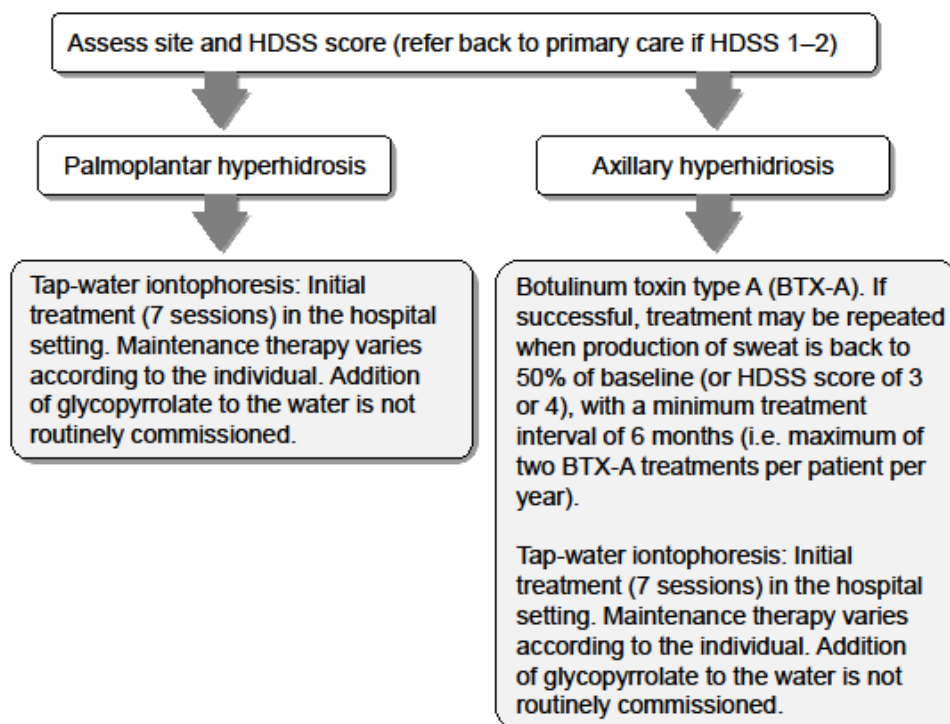 Assess site and HDSS score (refer back to primary care if HDSS 1–2)
Palmoplantar hyperhidrosis
Axillary hyperhidriosis
Tap-water iontophoresis: Initial
treatment (7 sessions) in the hospital
setting. Maintenance therapy varies
according to the individual. Addition
of glycopyrrolate to the water is not
routinely commissioned.
Botulinum toxin type A (BTX-A). If
successful, treatment may be repeated
when production of sweat is back to
50% of baseline (or HDSS score of 3
or 4), with a minimum treatment
interval of 6 months (i.e. maximum of
two BTX-A treatments per patient per
year).
Tap-water iontophoresis: Initial
treatment (7 sessions) in the hospital
setting. Maintenance therapy varies
according to the individual. Addition
of glycopyrrolate to the water is not
routinely commissioned.